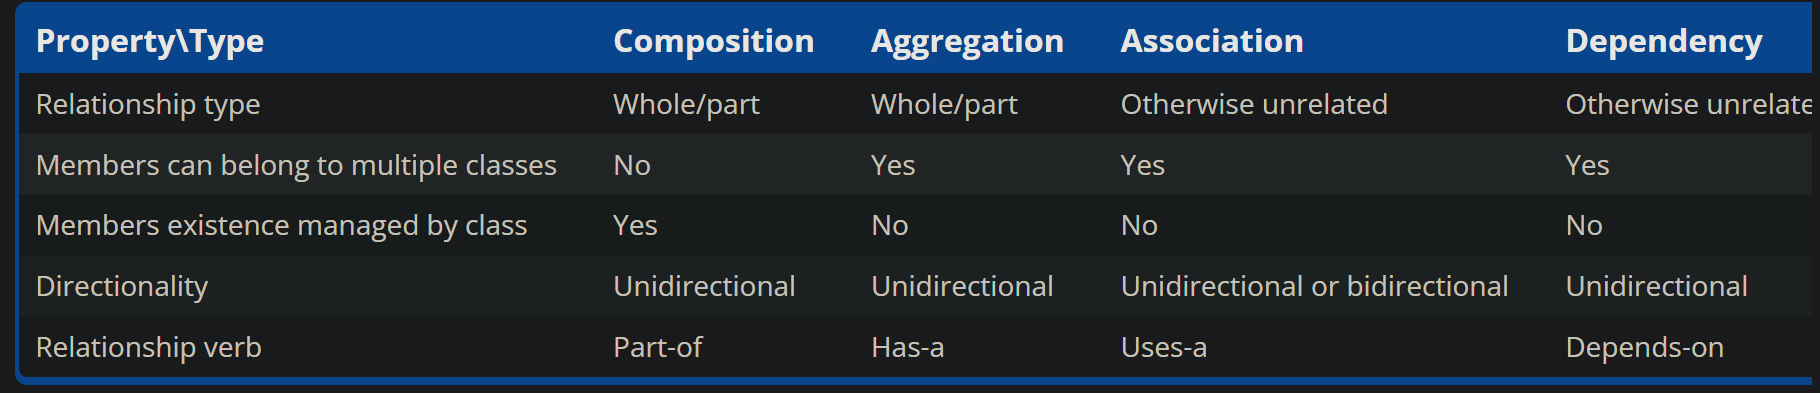 Property\Type Composition Aggregation Association Dependency
Relationship type Whole/part Whole/part Otherwise unrelated Otherwise unrelate
Members can belong to multiple classes No Yes Yes Yes
Members existence managed by class Yes No No No
Directionality Unidirectional Unidirectional Unidirectional or bidirectional Unidirectional
Relationship verb Part-of Has-a Uses-a Depends-on